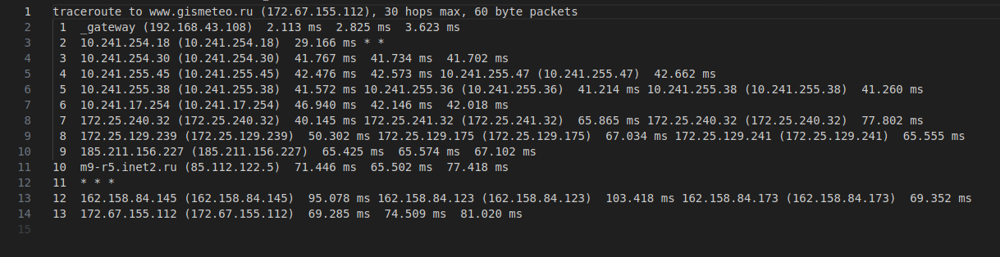 1 traceroute to www.gismeteo.ru (172.67.155.112), 30 hops max, 60 byte packets
2  1  _gateway (192.168.43.108)  2.113 ms  2.825 ms  3.623 ms
3  2  10.241.254.18 (10.241.254.18)  29.166 ms * *
4  3  10.241.254.30 (10.241.254.30)  41.767 ms  41.734 ms  41.702 ms
5  4  10.241.255.45 (10.241.255.45)  42.476 ms  42.573 ms 10.241.255.47 (10.241.255.47)  42.662 ms
6  5  10.241.255.38 (10.241.255.38)  41.572 ms 10.241.255.36 (10.241.255.36)  41.214 ms 10.241.255.38 (10.241.255.38)  41.260 ms
7  6  10.241.17.254 (10.241.17.254)  46.940 ms  42.146 ms  42.018 ms
8  7  172.25.240.32 (172.25.240.32)  40.145 ms 172.25.241.32 (172.25.241.32)  65.865 ms 172.25.240.32 (172.25.240.32)  77.802 ms
9  8  172.25.129.239 (172.25.129.239)  50.302 ms 172.25.129.175 (172.25.129.175)  67.034 ms 172.25.129.241 (172.25.129.241)  65.555 ms
10  9  185.211.156.227 (185.211.156.227)  65.425 ms  65.574 ms  67.102 ms
11 10  m9-r5.inet2.ru (85.112.122.5)  71.446 ms  65.502 ms  77.418 ms
12 11  * * *
13 12  162.158.84.145 (162.158.84.145)  95.078 ms 162.158.84.123 (162.158.84.123)  103.418 ms 162.158.84.173 (162.158.84.173)  69.352 ms
14 13  172.67.155.112 (172.67.155.112)  69.285 ms  74.509 ms  81.020 ms
15